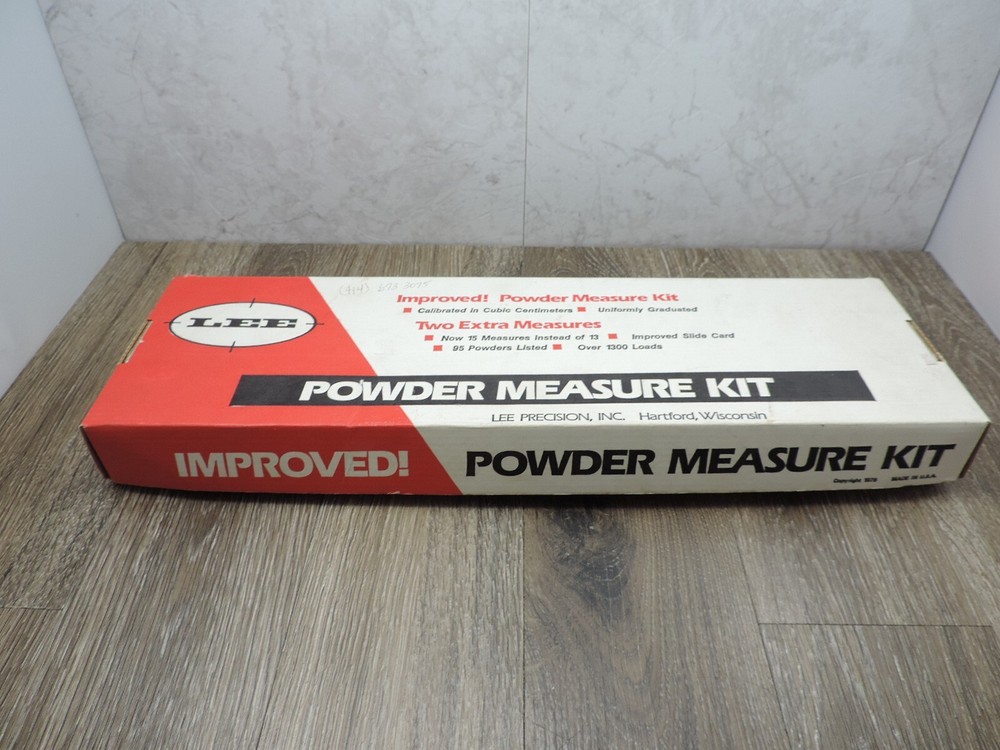 LEE
Improved! Powder Measure Kit
■ Calibrated in Cubic Centimeters ■ Uniformly Graduated
Two Extra Measures
■ Now 15 Measures Instead of 13 ■ Improved Slide Card
■ 95 Powders Listed ■ Over 1300 Loads
POWDER MEASURE KIT
LEE PRECISION, INC. Hartford, Wisconsin
IMPROVED! POWDER MEASURE KIT
Copyright MADE IN U.S.A.